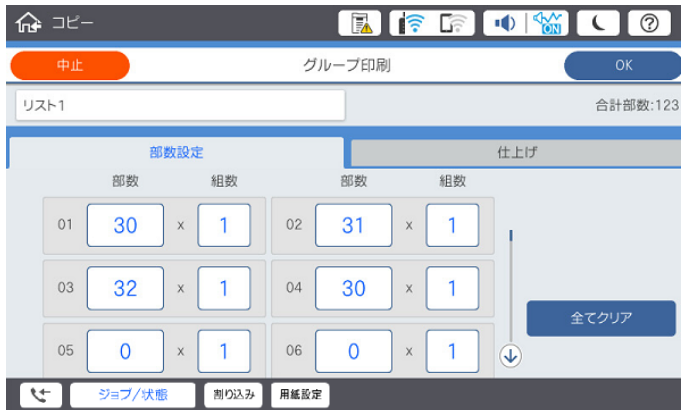 コピー
ON
中止 グループ印刷 OK
リスト1 合計部数:123
部数設定 仕上げ
部数 組数 部数 組数
01 30 x 1 02 31 x 1
03 32 x 1 04 30 x 1
全てクリア
05 0 x 1 06 0 x 1
ジョブ/状態 割り込み 用紙設定